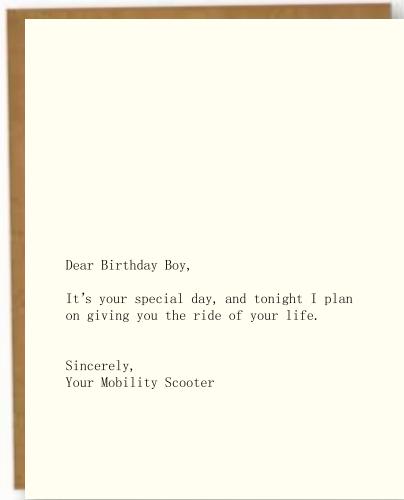 Dear Birthday Boy,
It's your special day, and tonight I plan
on giving you the ride of your life.
Sincerely,
Your Mobility Scooter